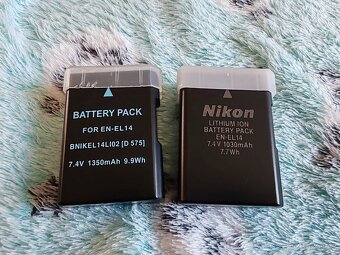 BATTERY PACK
FOR EN-EL14
BNIKEL14LI02 [D 575]
7.4V 1350mAh 9.9Wh
Nikon
LITHIUM ION
BATTERY PACK
EN-EL14
7.4V 1030mAh
7.7Wh